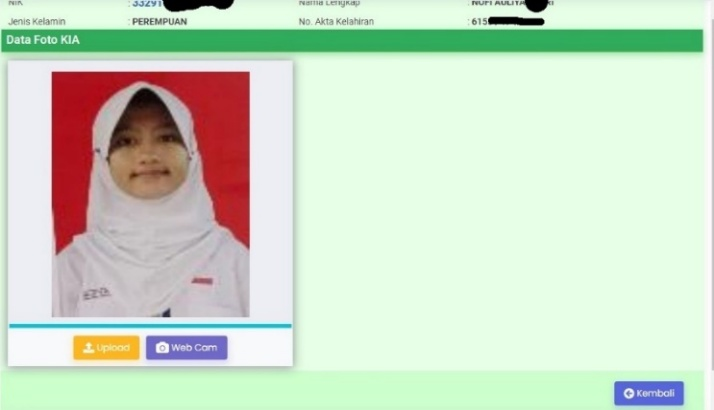 NIK : 33291 Nama Lengkap : NOFI AULIYA
Jenis Kelamin : PEREMPUAN No. Akta Kelahiran : 615
Data Foto KIA
Upload Web Cam
Kembali